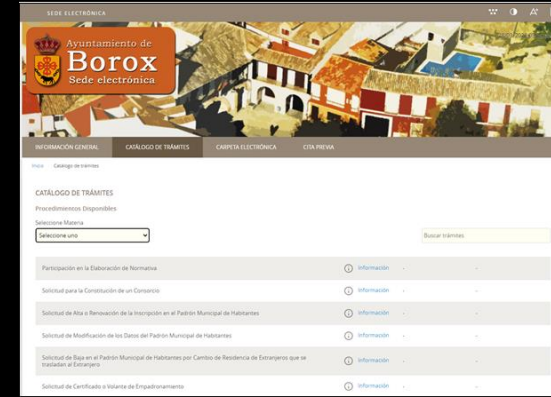 SEDE ELECTRÓNICA
Ayuntamiento de
Borox
Sede electrónica
INFORMACIÓN GENERAL CATÁLOGO DE TRÁMITES CARPETA ELECTRÓNICA CITA PREVIA
Inicio Catálogo de trámites
CATÁLOGO DE TRÁMITES
Procedimientos Disponibles
Seleccione Materia
Seleccione uno Buscar trámites
Participación en la Elaboración de Normativa Información - -
Solicitud para la Constitución de un Consorcio Información - -
Solicitud de Alta o Renovación de la Inscripción en el Padrón Municipal de Habitantes Información - -
Solicitud de Modificación de los Datos del Padrón Municipal de Habitantes Información - -
Solicitud de Baja en el Padrón Municipal de Habitantes por Cambio de Residencia de Extranjeros que se
trasladan al Extranjero Información - -
Solicitud de Certificado o Volante de Empadronamiento Información - -